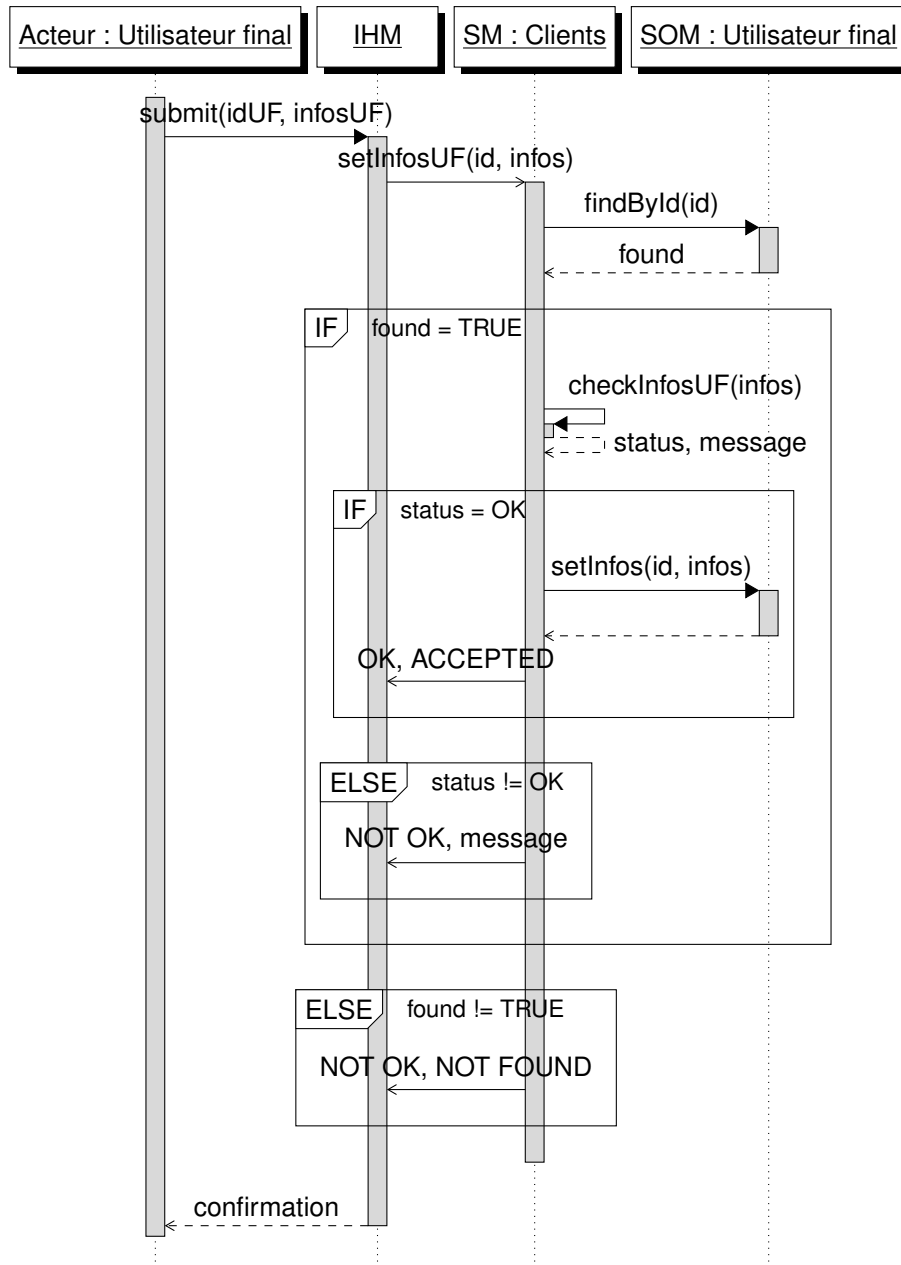 Acteur : Utilisateur final
IHM
SM : Clients
SOM : Utilisateur final
submit(idUF, infosUF)
setInfosUF(id, infos)
findById(id)
found
IF
found = TRUE
checkInfosUF(infos)
status, message
IF
status = OK
setInfos(id, infos)
OK, ACCEPTED
ELSE
status != OK
NOT OK, message
ELSE
found != TRUE
NOT OK, NOT FOUND
confirmation